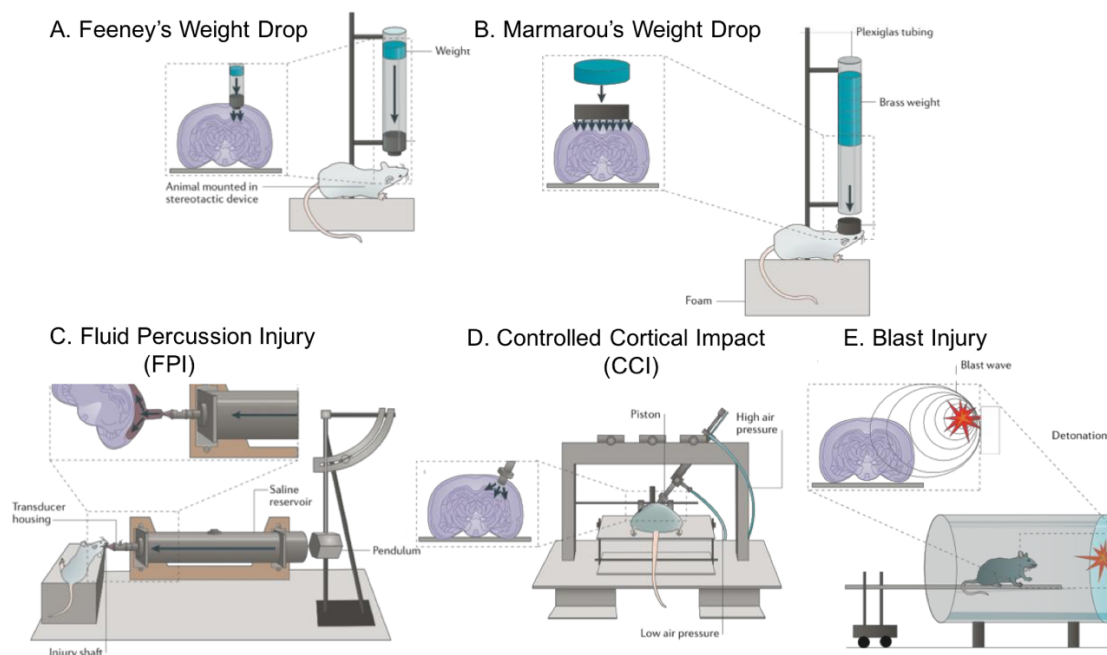 A. Feeney’s Weight Drop
Weight
Animal mounted in
stereotactic device
B. Marmarou’s Weight Drop
Plexiglas tubing
Brass weight
Foam
C. Fluid Percussion Injury
(FPI)
Transducer
housing
Saline
reservoir
Pendulum
Injury shaft
D. Controlled Cortical Impact
(CCI)
Piston
High air
pressure
Low air pressure
E. Blast Injury
Blast wave
Detonation